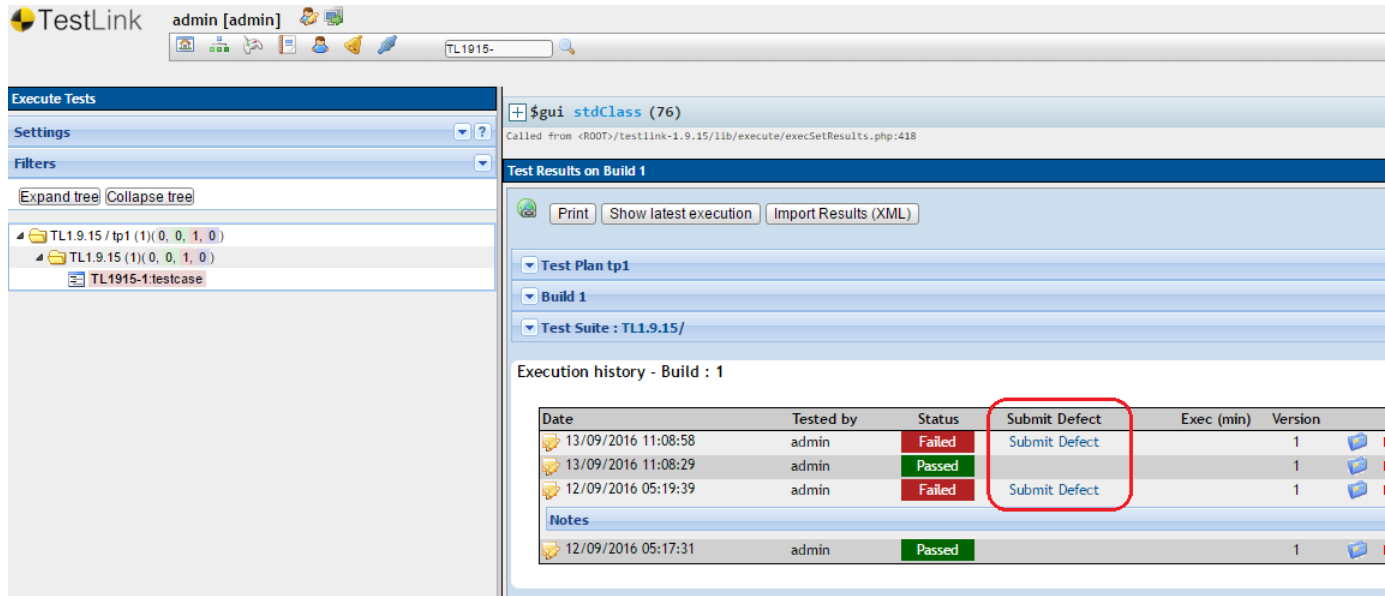 TestLink admin [admin]
TL1915-
Execute Tests
Settings
?
Filters
Expand tree Collapse tree
TL1.9.15 / tp1 (1)( 0, 0, 1, 0 )
TL1.9.15 (1)( 0, 0, 1, 0 )
TL1915-1:testcase
+ $gui stdClass (76)
Called from <ROOT>/testlink-1.9.15/lib/execute/execSetResults.php:418
Test Results on Build 1
Print Show latest execution Import Results (XML)
Test Plan tp1
Build 1
Test Suite : TL1.9.15/
Execution history - Build : 1
Date Tested by Status Submit Defect Exec (min) Version
13/09/2016 11:08:58 admin Failed Submit Defect 1
13/09/2016 11:08:29 admin Passed 1
12/09/2016 05:19:39 admin Failed Submit Defect 1
Notes
12/09/2016 05:17:31 admin Passed 1